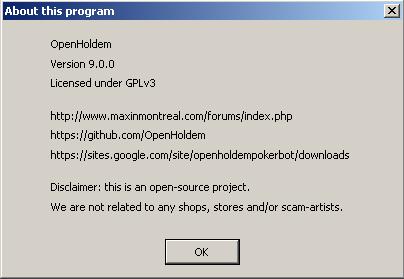 About this program
OpenHoldem
Version 9.0.0
Licensed under GPLv3
http://www.maxinmontreal.com/forums/index.php
https://github.com/OpenHoldem
https://sites.google.com/site/openholdempokerbot/downloads
Disclaimer: this is an open-source project.
We are not related to any shops, stores and/or scam-artists.
OK